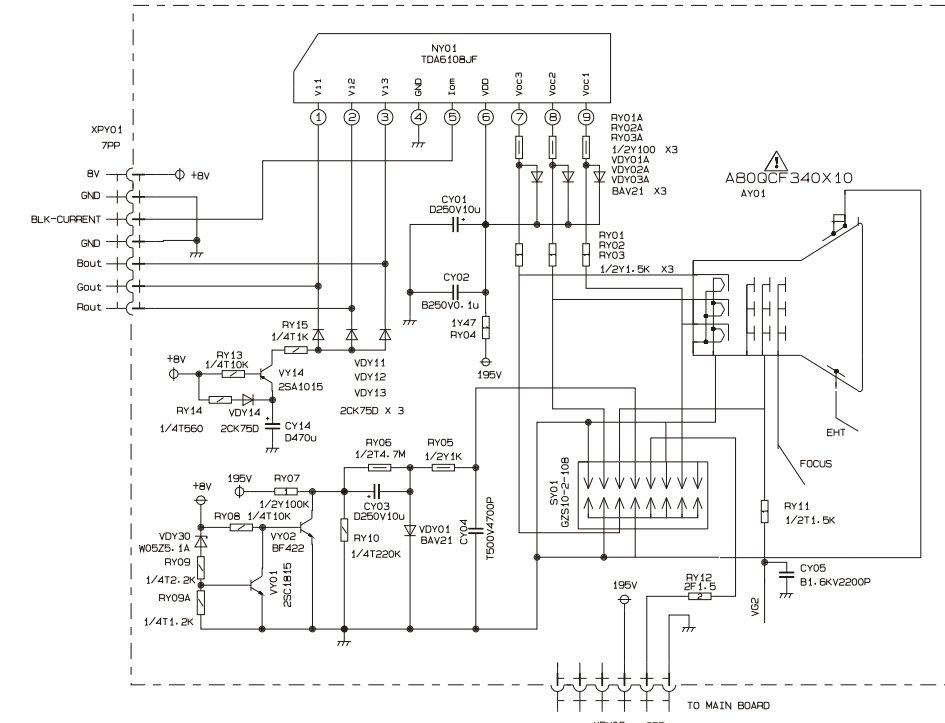 NY01
TDA6108JF
Vi1 Vi2 Vi3 GND Iom VDD Voc3 Voc2 Voc1
1 2 3 4 5 6 7 8 9
XPY01
7PP
8V
+8V
GND
BLK-CURRENT
GND
Bout
Gout
Rout
RY01A
RY02A
RY03A
1/2Y100 X3
VDY01A
VDY02A
VDY03A
BAV21 X3
A80QCF340X10
AY01
CY01
D250V10u
+
RY01
RY02
RY03
1/2Y1.5K X3
CY02
B250V0.1u
1Y47
RY04
195V
RY15
1/4T1K
+8V
RY13
1/4T10K
VY14
2SA1015
VDY11
VDY12
VDY13
2CK75D X 3
RY14
1/4T560
VDY14
2CK75D
+
CY14
D470u
EHT
FOCUS
RY06
1/2T4.7M
RY05
1/2Y1K
+8V
195V
RY07
1
1/2Y100K
RY08
1/4T10K
+
CY03
D250V10u
VDY30
W05Z5.1A
VY02
BF422
RY10
1/4T220K
VDY01
BAV21
CY04
T500V4700P
SY01
GZS10-2-108
RY11
1/2T1.5K
RY09
1/4T2.2K
RY09A
1/4T1.2K
VY01
2SC1815
CY05
B1.6KV2200P
VG2
195V
RY12
2F1.5
2
TO MAIN BOARD